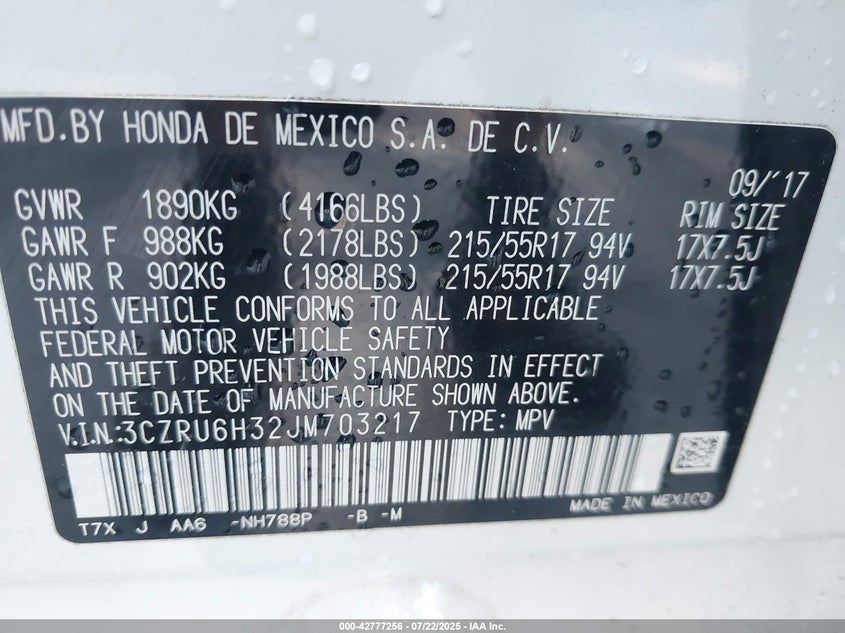 MFD.BY HONDA DE MEXICO S.A. DE C.V.
09/'17
GVWR 1890KG (4166LBS) TIRE SIZE RIM SIZE
GAWR F 988KG (2178LBS) 215/55R17 94V 17X7.5J
GAWR R 902KG (1988LBS) 215/55R17 94V 17X7.5J
THIS VEHICLE CONFORMS TO ALL APPLICABLE
FEDERAL MOTOR VEHICLE SAFETY
AND THEFT PREVENTION STANDARDS IN EFFECT
ON THE DATE OF MANUFACTURE SHOWN ABOVE.
V.I.N.:3CZRU6H32JM703217 TYPE: MPV
MADE IN MEXICO
T7X J AA6 -NH788P -B -M
000-42777256 - 07/22/2025 - IAA Inc.